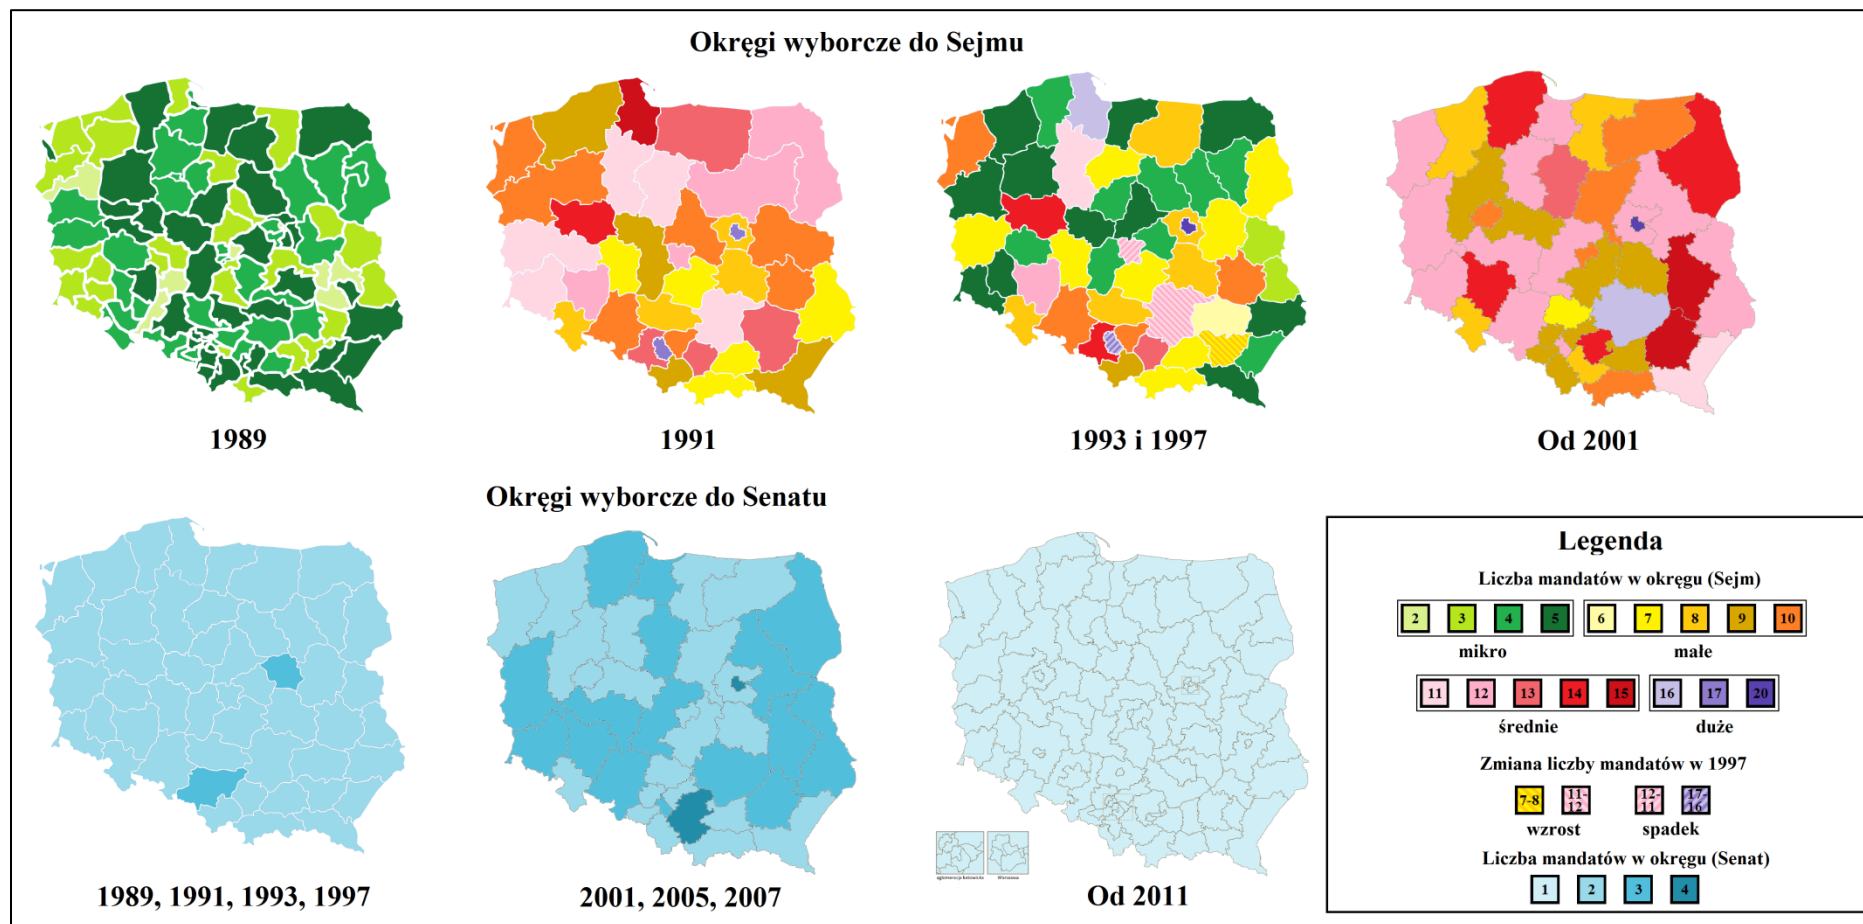 Okręgi wyborcze do Sejmu
1989
1991
1993 i 1997
Od 2001
Okręgi wyborcze do Senatu
1989, 1991, 1993, 1997
2001, 2005, 2007
aglomeracja katowicka
Warszawa
Od 2011
Legenda
Liczba mandatów w okręgu (Sejm)
2 3 4 5 6 7 8 9 10
mikro małe
11 12 13 14 15 16 17 20
średnie duże
Zmiana liczby mandatów w 1997
7-8 11-12 12-11 17-16
wzrost spadek
Liczba mandatów w okręgu (Senat)
1 2 3 4